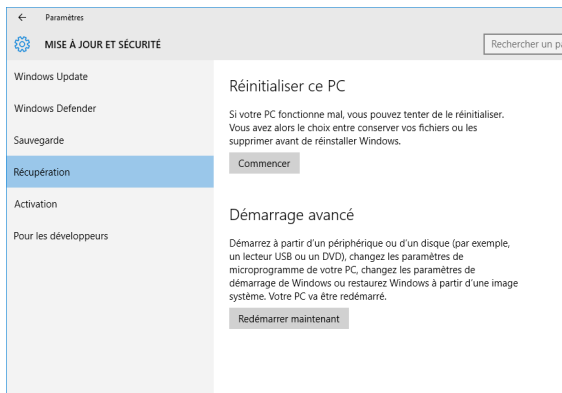 Paramètres
MISE À JOUR ET SÉCURITÉ
Rechercher un
Windows Update
Windows Defender
Sauvegarde
Récupération
Activation
Pour les développeurs
Réinitialiser ce PC
Si votre PC fonctionne mal, vous pouvez tenter de le réinitialiser.
Vous avez alors le choix entre conserver vos fichiers ou les
supprimer avant de réinstaller Windows.
Commencer
Démarrage avancé
Démarrez à partir d'un périphérique ou d'un disque (par exemple,
un lecteur USB ou un DVD), changez les paramètres de
microprogramme de votre PC, changez les paramètres de
démarrage de Windows ou restaurez Windows à partir d'une image
système. Votre PC va être redémarré.
Redémarrer maintenant